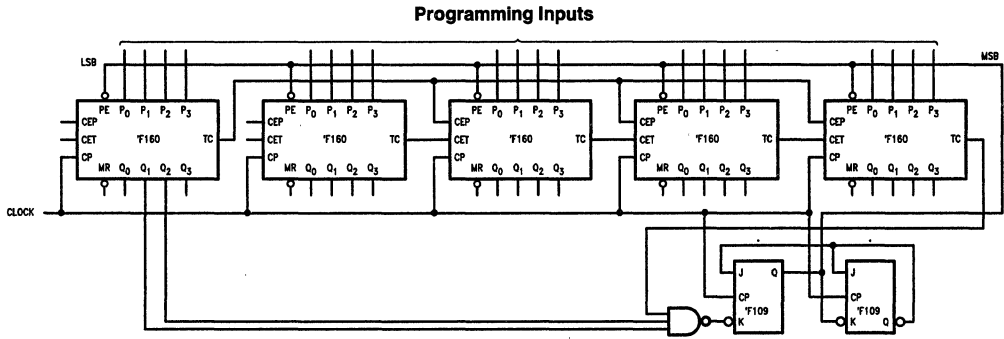 Programming Inputs
LSB
MSB
PE P0 P1 P2 P3
CEP
CET 'F160 TC
CP
MR Q0 Q1 Q2 Q3
PE P0 P1 P2 P3
CEP
CET 'F160 TC
CP
MR Q0 Q1 Q2 Q3
PE P0 P1 P2 P3
CEP
CET 'F160 TC
CP
MR Q0 Q1 Q2 Q3
PE P0 P1 P2 P3
CEP
CET 'F160 TC
CP
MR Q0 Q1 Q2 Q3
PE P0 P1 P2 P3
CEP
CET 'F160 TC
CP
MR Q0 Q1 Q2 Q3
CLOCK
J Q
CP
'F109
K
J
CP
'F109
K Q